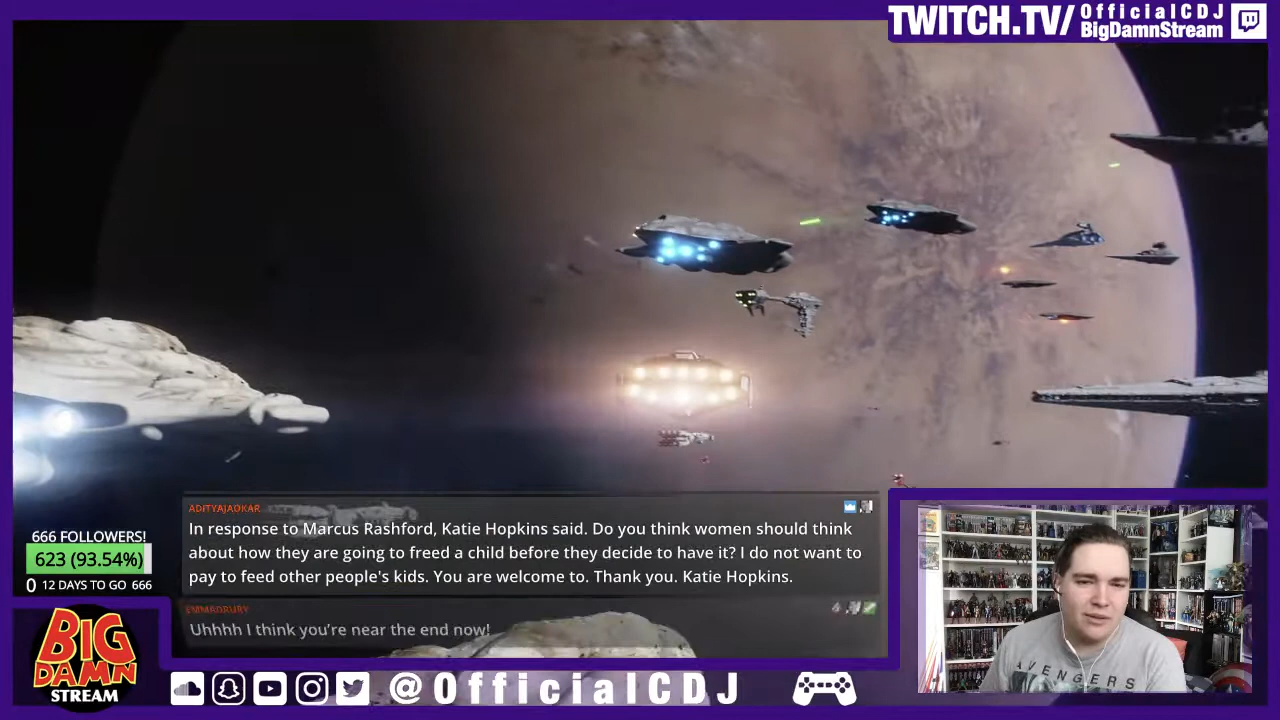 TWITCH.TV/ OfficialCDJ
BigDamnStream
ADITYAJADKAR
In response to Marcus Rashford, Katie Hopkins said. Do you think women should think
about how they are going to freed a child before they decide to have it? I do not want to
pay to feed other people's kids. You are welcome to. Thank you. Katie Hopkins.
EMMADRURY
Uhhhh I think you're near the end now!
666 FOLLOWERS!
623 (93.54%)
0 12 DAYS TO GO 666
BIG
DAMN
STREAM
@OfficialCDJ
AVENGERS